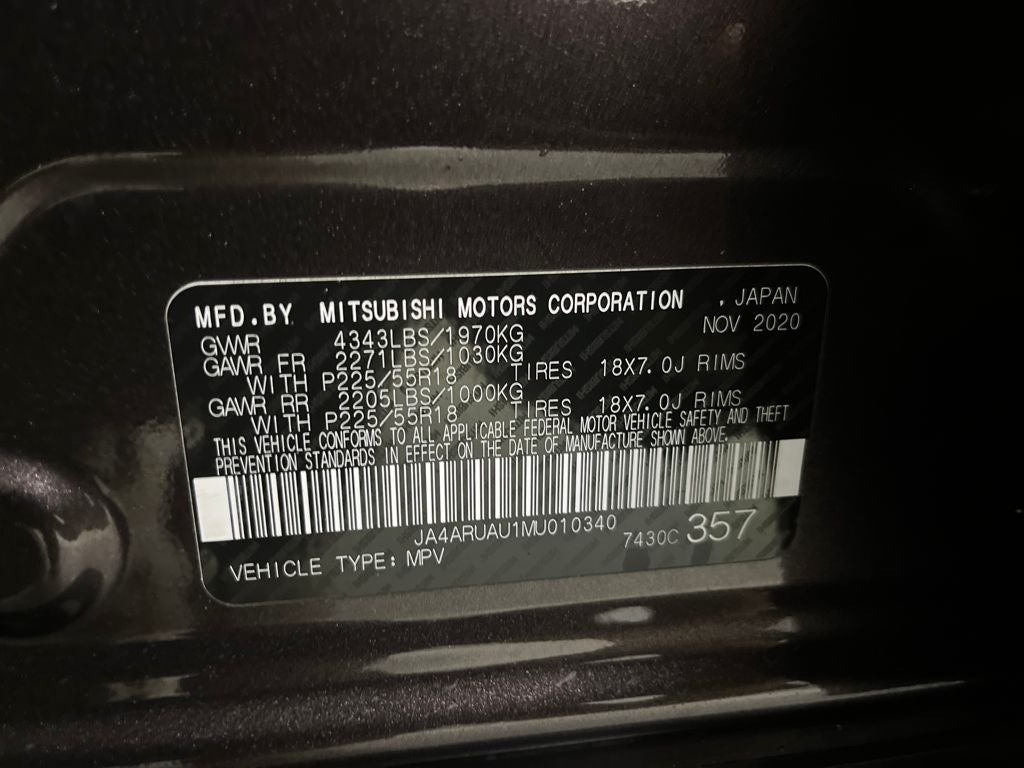 MFD.BY MITSUBISHI MOTORS CORPORATION , JAPAN
NOV 2020
GVWR 4343LBS/1970KG
GAWR FR 2271LBS/1030KG
WITH P225/55R18 TIRES 18X7.0J RIMS
GAWR RR 2205LBS/1000KG
WITH P225/55R18 TIRES 18X7.0J RIMS
THIS VEHICLE CONFORMS TO ALL APPLICABLE FEDERAL MOTOR VEHICLE SAFETY AND THEFT
PREVENTION STANDARDS IN EFFECT ON THE DATE OF MANUFACTURE SHOWN ABOVE.
JA4ARUAU1MU010340
7430C 357
VEHICLE TYPE: MPV